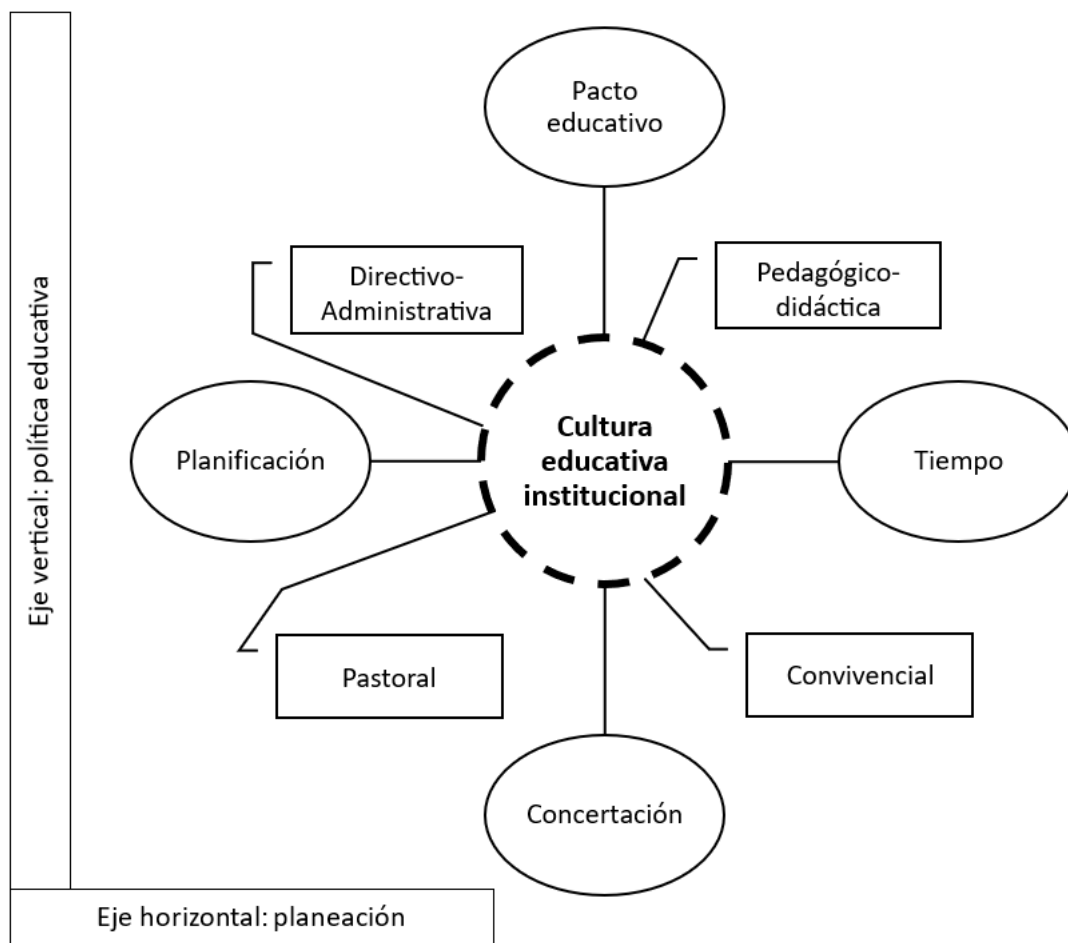 Pacto
educativo
Directivo-
Administrativa
Pedagógico-
didáctica
Eje vertical: política educativa
Planificación
Cultura
educativa
institucional
Tiempo
Pastoral
Convivencial
Concertación
Eje horizontal: planeación